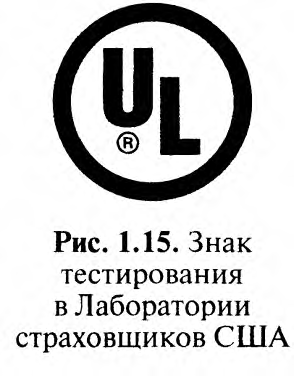 UL
®
Рис. 1.15. Знак
тестирования
в Лаборатории
страховщиков США